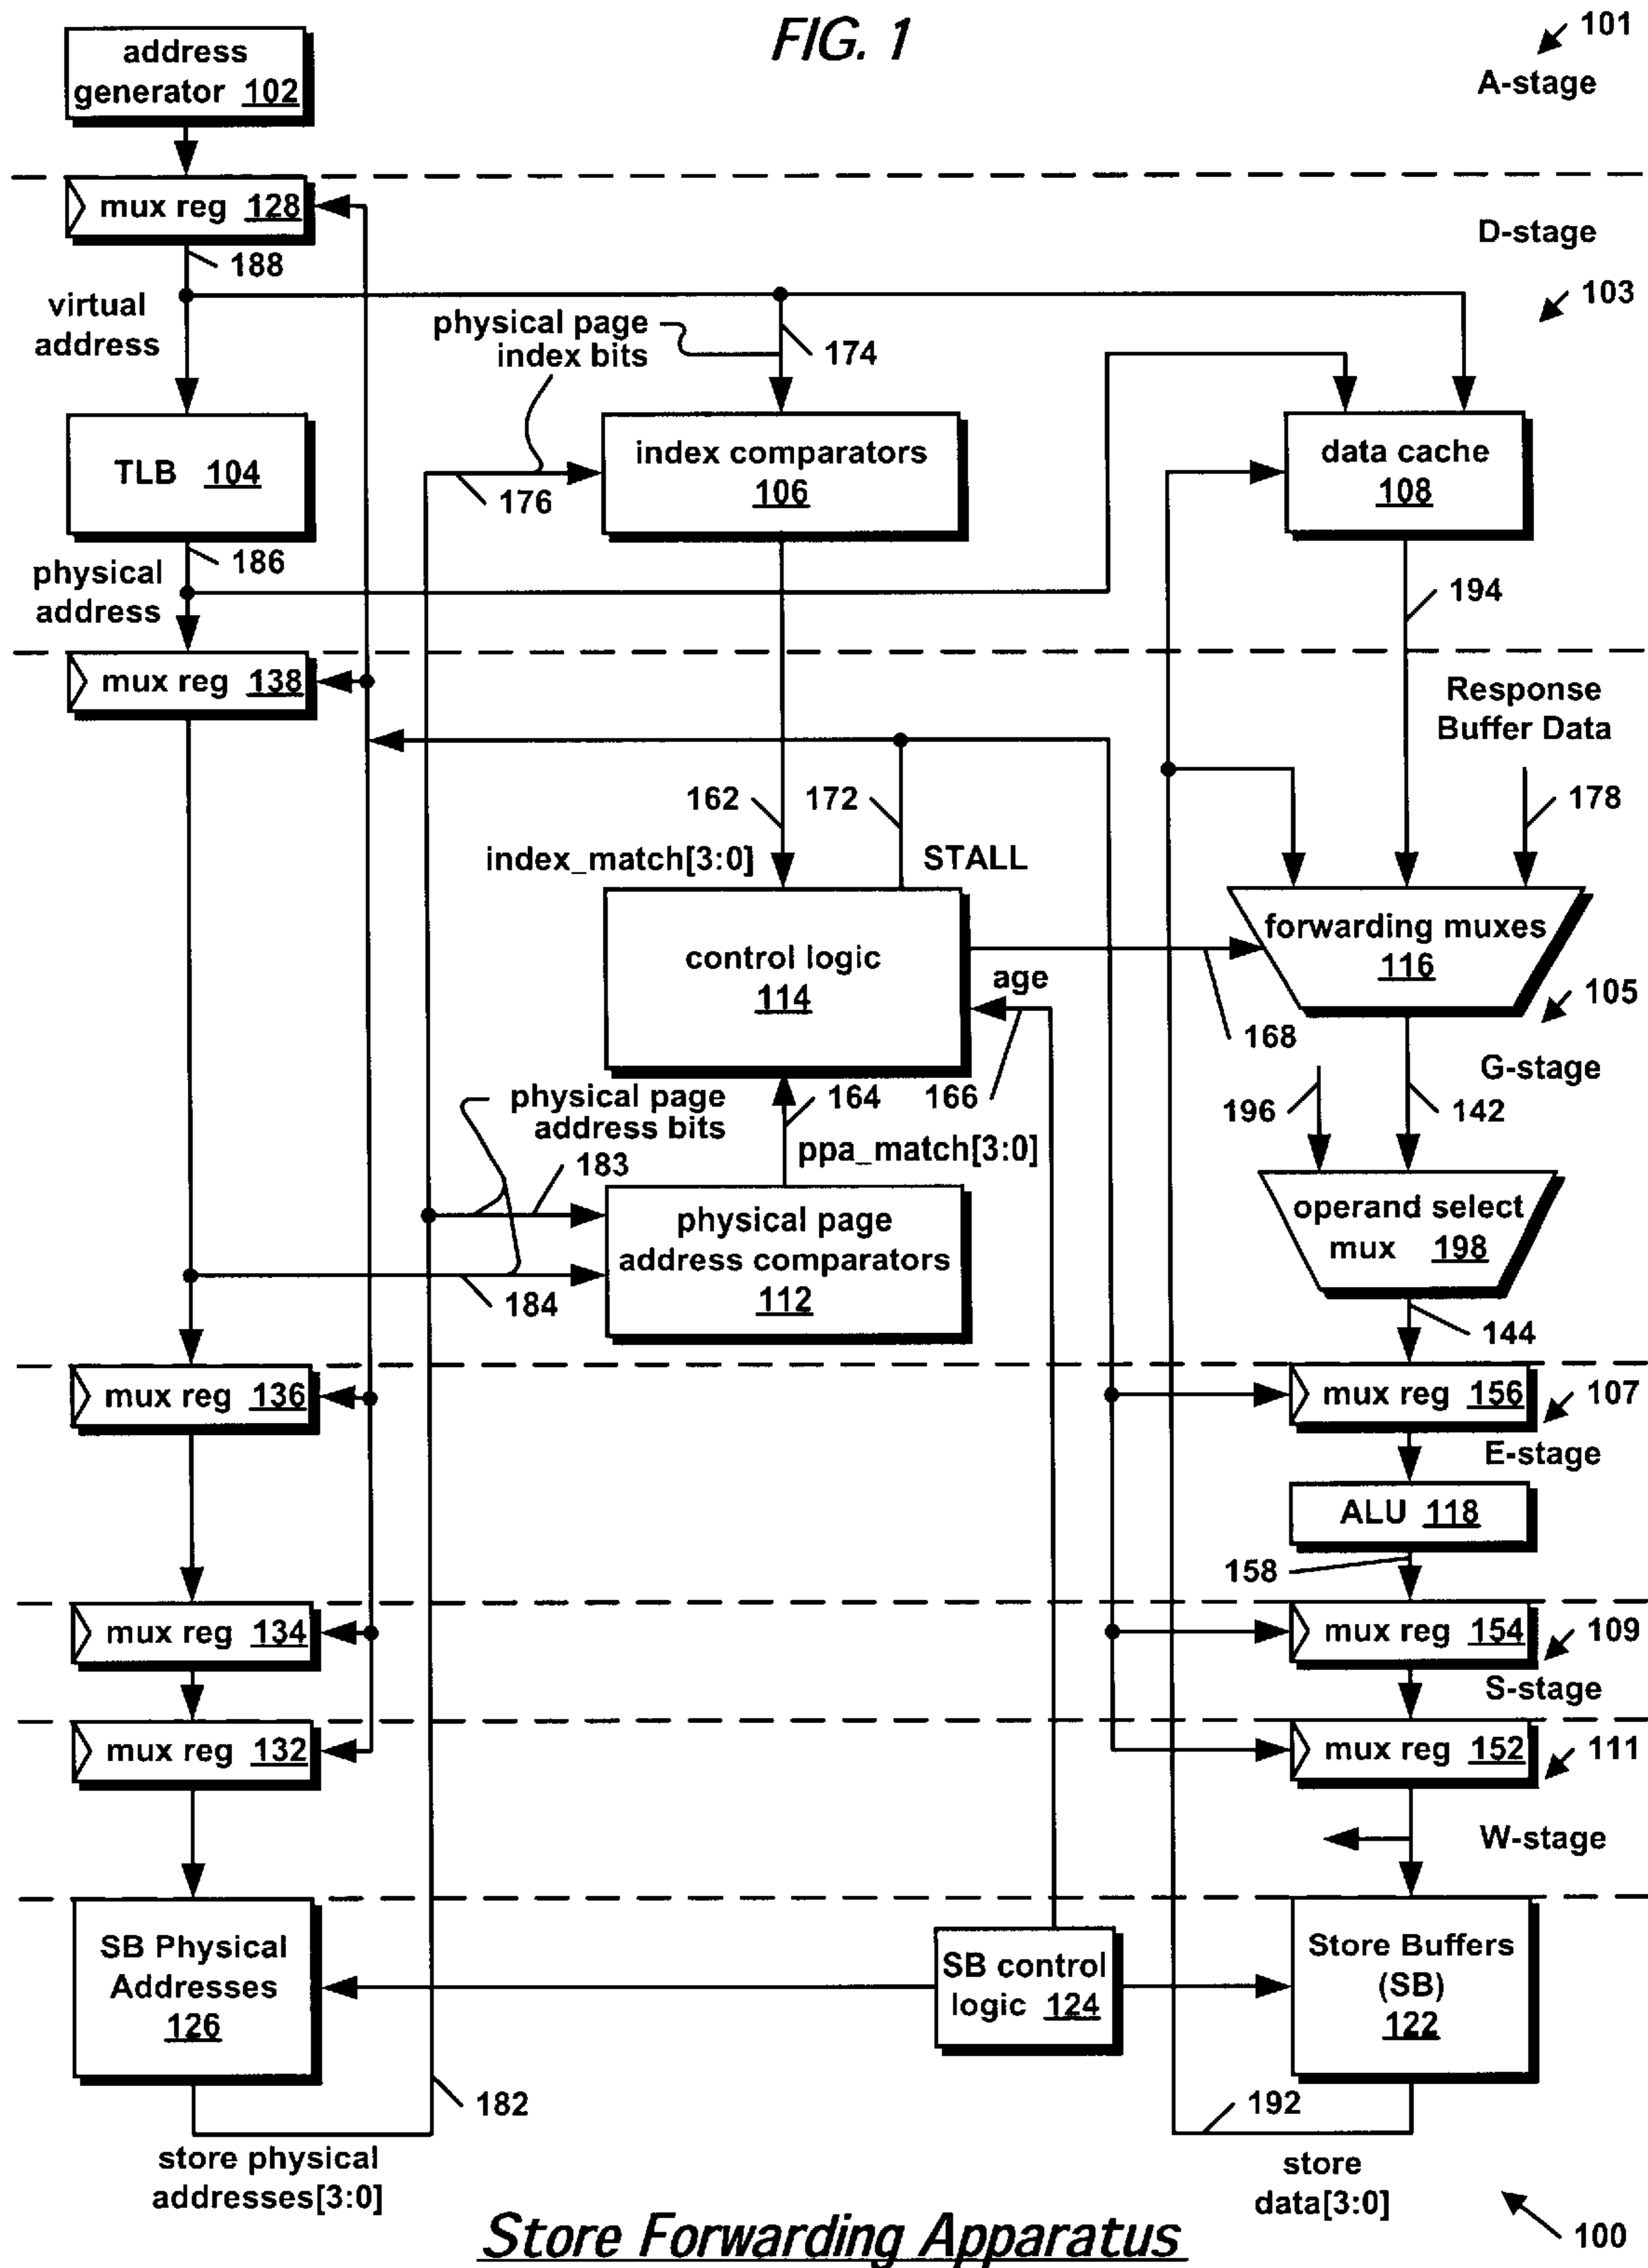 FIG. 1
101
A-stage
address
generator 102
mux reg 128
D-stage
188
103
virtual
address
physical page
index bits
174
TLB 104
index comparators
106
data cache
108
176
186
physical
address
194
mux reg 138
Response
Buffer Data
162
172
178
index_match[3:0]
STALL
control logic
114
forwarding muxes
116
age
105
168
G-stage
physical page
address bits
164
166
196
142
ppa_match[3:0]
183
physical page
address comparators
112
operand select
mux 198
184
144
mux reg 136
mux reg 156
107
E-stage
ALU 118
158
mux reg 134
mux reg 154
109
S-stage
mux reg 132
mux reg 152
111
W-stage
SB Physical
Addresses
126
SB control
logic 124
Store Buffers
(SB)
122
182
192
store physical
addresses[3:0]
store
data[3:0]
100
Store Forwarding Apparatus